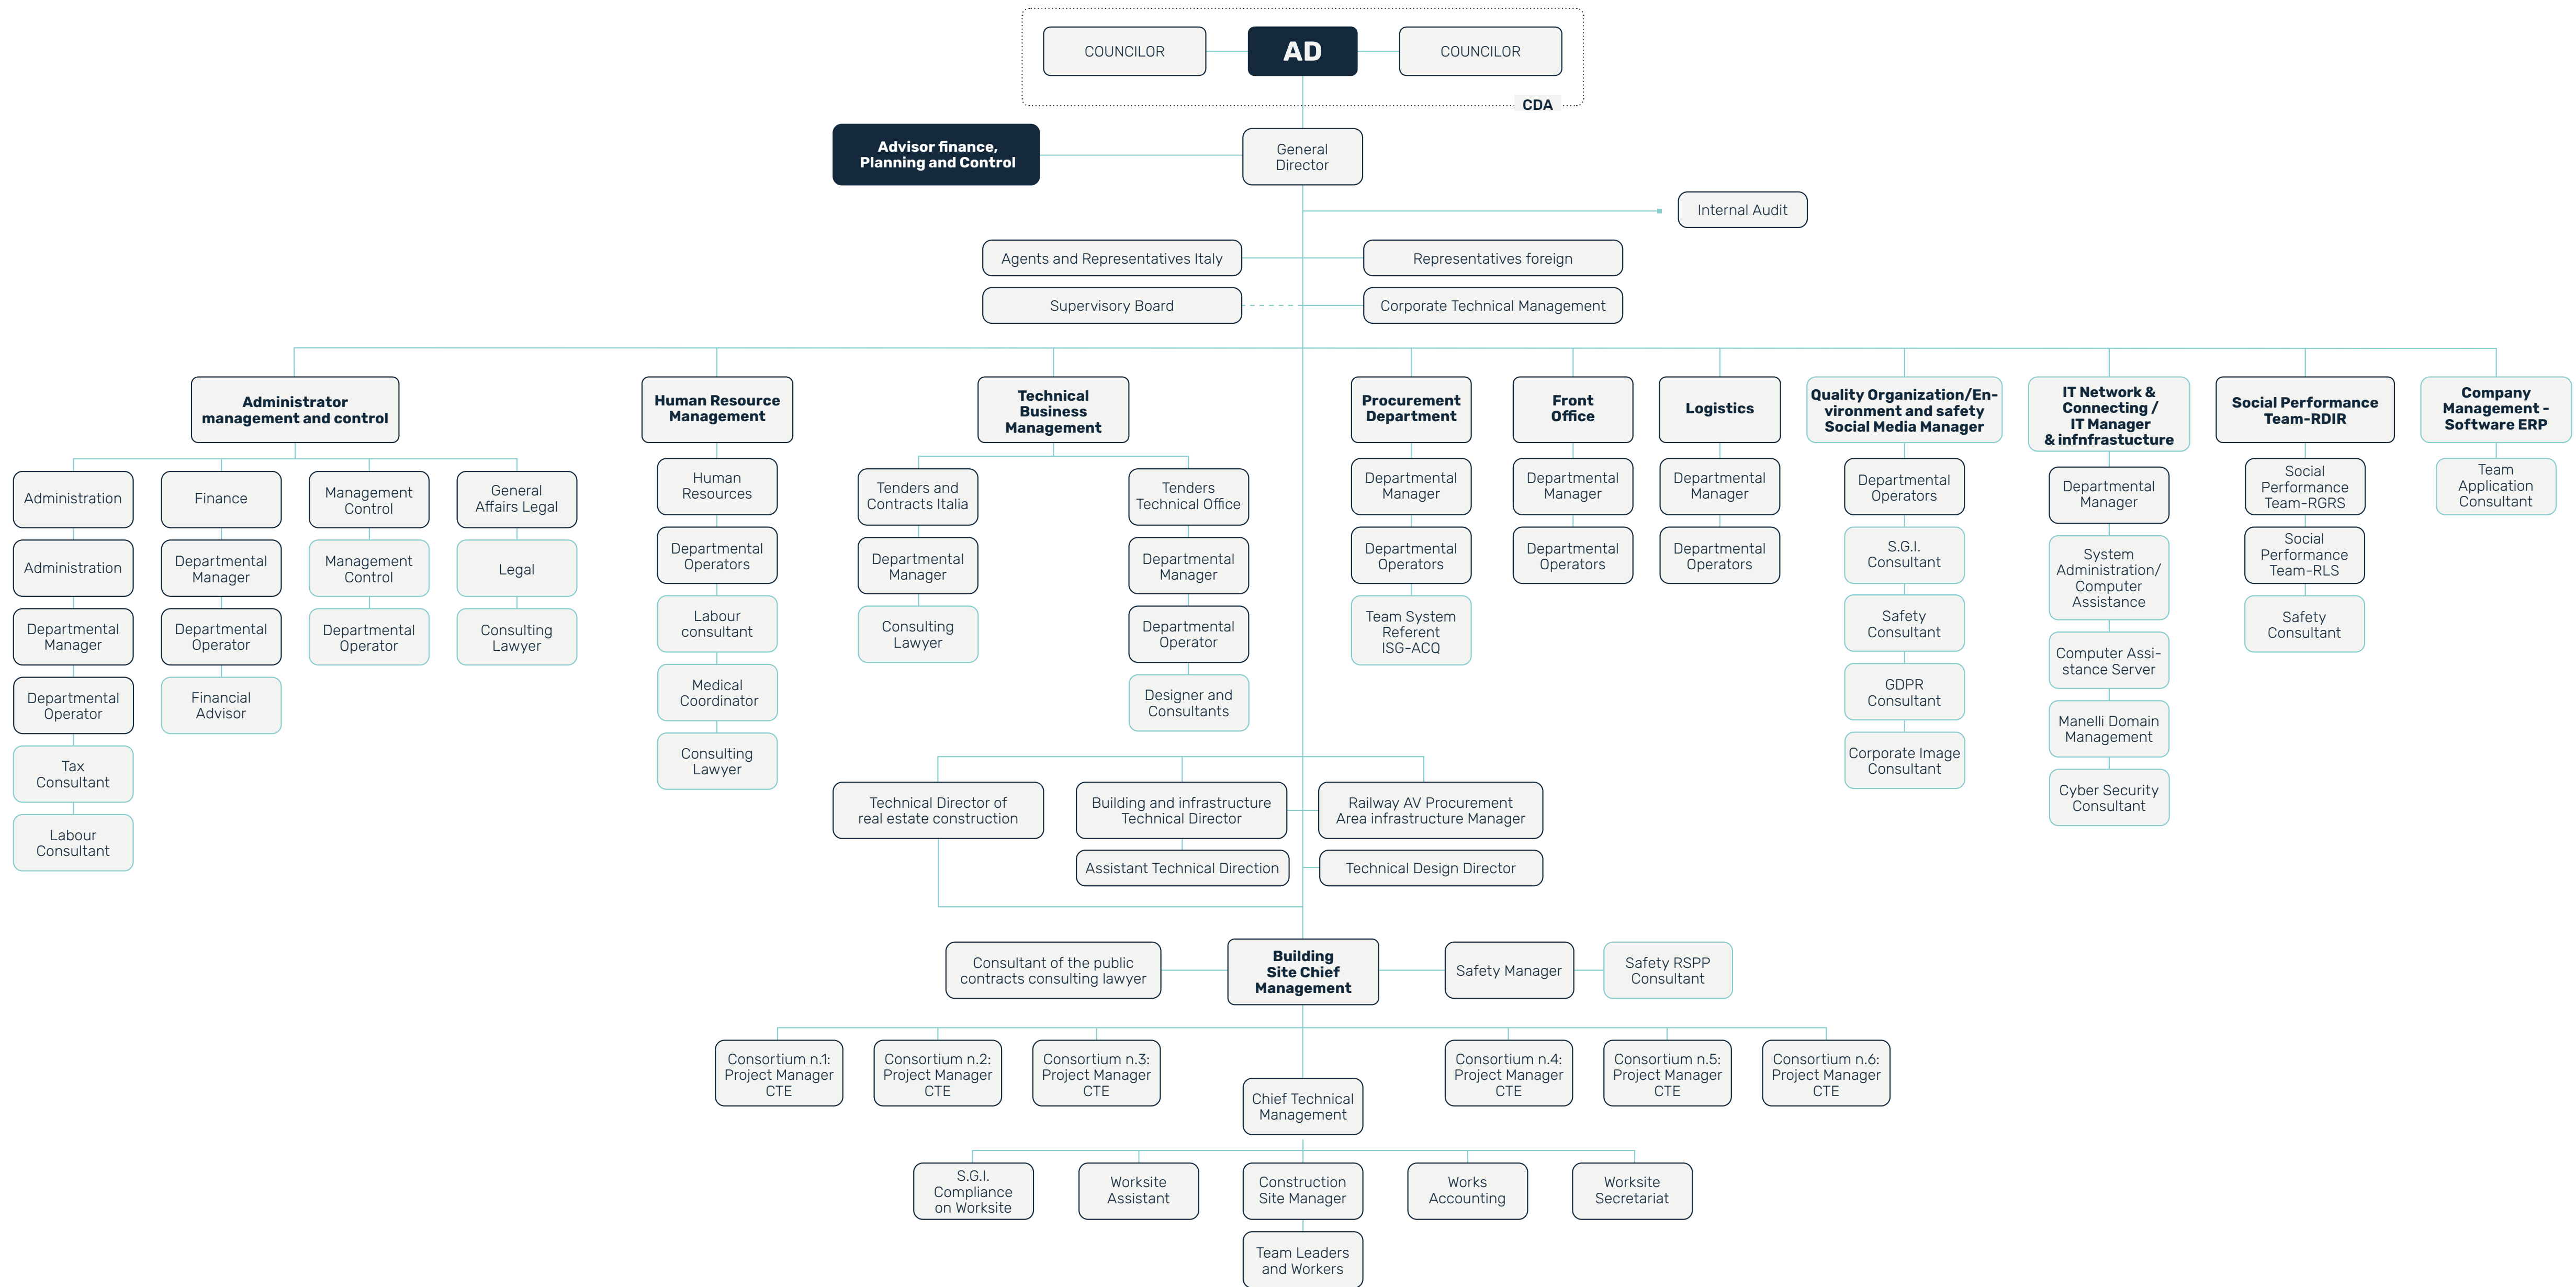 COUNCILOR
AD
COUNCILOR
CDA
Advisor finance,
Planning and Control
General
Director
Internal Audit
Agents and Representatives Italy
Representatives foreign
Supervisory Board
Corporate Technical Management
Administrator
management and control
Human Resource
Management
Technical
Business
Management
Procurement
Department
Front
Office
Logistics
Quality Organization/En-
vironment and safety
Social Media Manager
IT Network &
Connecting /
IT Manager
& infnfrastucture
Social Performance
Team-RDIR
Company
Management -
Software ERP
Administration
Administration
Departmental
Manager
Departmental
Operator
Tax
Consultant
Labour
Consultant
Finance
Departmental
Manager
Departmental
Operator
Financial
Advisor
Management
Control
Management
Control
Departmental
Operator
General
Affairs Legal
Legal
Consulting
Lawyer
Human
Resources
Departmental
Operators
Labour
consultant
Medical
Coordinator
Consulting
Lawyer
Tenders and
Contracts Italia
Departmental
Manager
Consulting
Lawyer
Tenders
Technical Office
Departmental
Manager
Departmental
Operator
Designer and
Consultants
Departmental
Manager
Departmental
Operators
Team System
Referent
ISG-ACQ
Departmental
Manager
Departmental
Operators
Departmental
Manager
Departmental
Operators
Departmental
Operators
S.G.I.
Consultant
Safety
Consultant
GDPR
Consultant
Corporate Image
Consultant
Departmental
Manager
System
Administration/
Computer
Assistance
Computer Assi-
stance Server
Manelli Domain
Management
Cyber Security
Consultant
Social
Performance
Team-RGRS
Social
Performance
Team-RLS
Safety
Consultant
Team
Application
Consultant
Technical Director of
real estate construction
Building and infrastructure
Technical Director
Railway AV Procurement
Area infrastructure Manager
Assistant Technical Direction
Technical Design Director
Consultant of the public
contracts consulting lawyer
Building
Site Chief
Management
Safety Manager
Safety RSPP
Consultant
Consortium n.1:
Project Manager
CTE
Consortium n.2:
Project Manager
CTE
Consortium n.3:
Project Manager
CTE
Consortium n.4:
Project Manager
CTE
Consortium n.5:
Project Manager
CTE
Consortium n.6:
Project Manager
CTE
Chief Technical
Management
S.G.I.
Compliance
on Worksite
Worksite
Assistant
Construction
Site Manager
Works
Accounting
Worksite
Secretariat
Team Leaders
and Workers